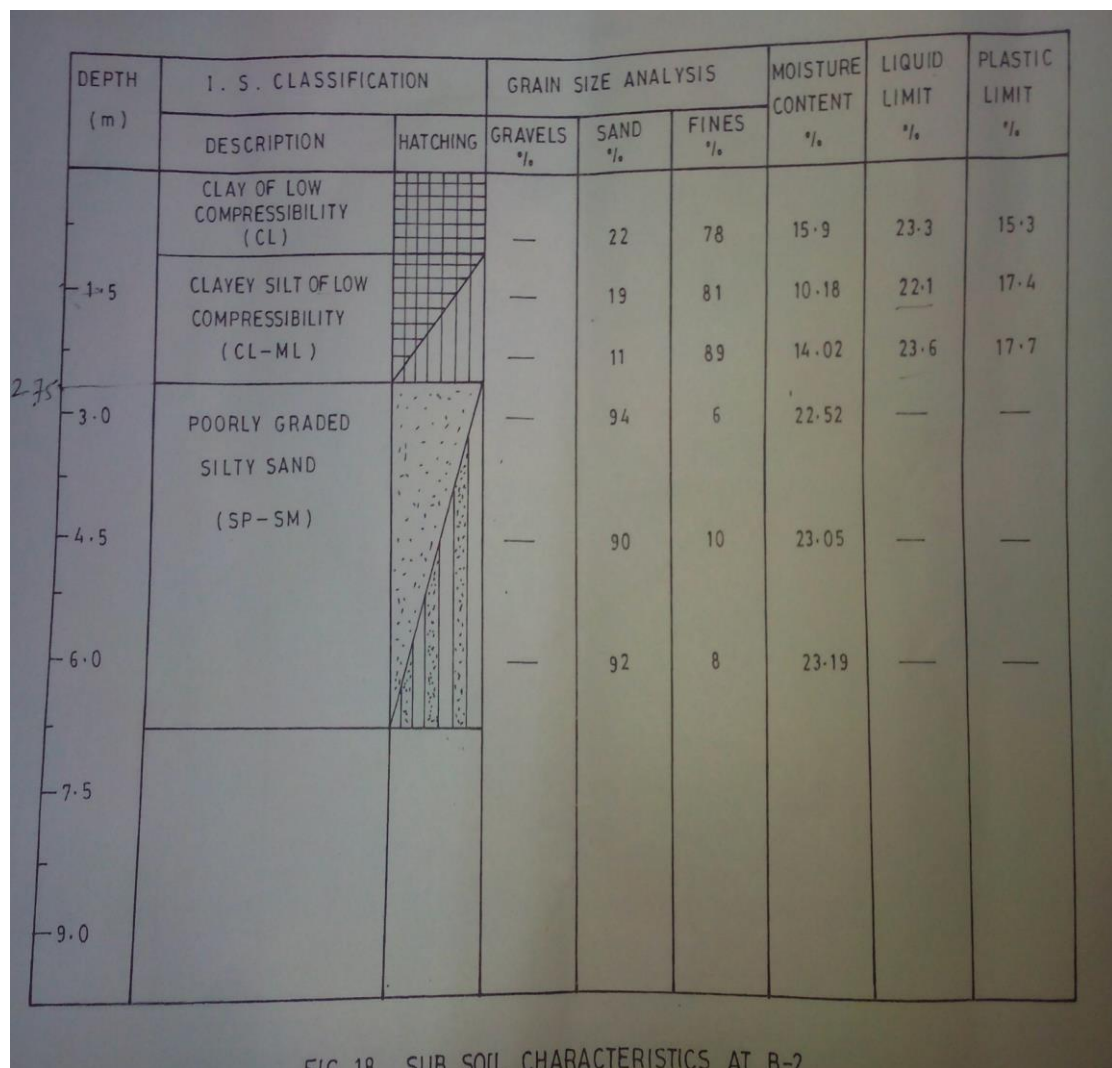 DEPTH
(m)
I. S. CLASSIFICATION
GRAIN SIZE ANALYSIS
MOISTURE
CONTENT
%
LIQUID
LIMIT
%
PLASTIC
LIMIT
%
DESCRIPTION
HATCHING
GRAVELS
%
SAND
%
FINES
%
CLAY OF LOW
COMPRESSIBILITY
(CL)
— 22 78 15.9 23.3 15.3
1.5
CLAYEY SILT OF LOW
COMPRESSIBILITY
(CL-ML)
— 19 81 10.18 22.1 17.4
— 11 89 14.02 23.6 17.7
2.75
3.0
POORLY GRADED
SILTY SAND
(SP-SM)
— 94 6 22.52 — —
4.5
— 90 10 23.05 — —
6.0
— 92 8 23.19 — —
7.5
9.0
FIG 18 SUB SOIL CHARACTERISTICS AT B-2